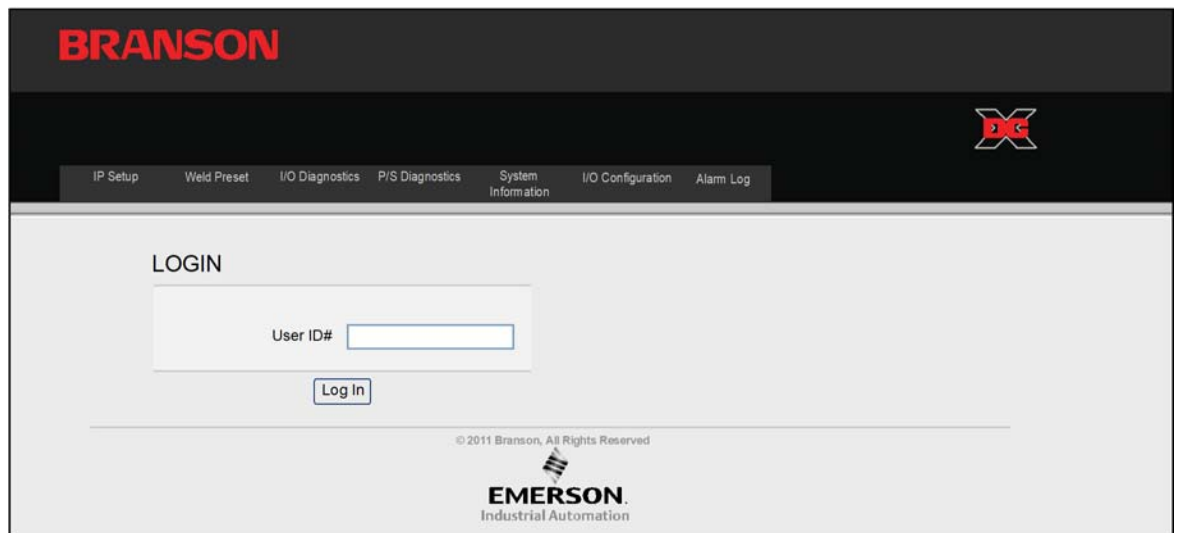 BRANSON
DCX
IP Setup Weld Preset I/O Diagnostics P/S Diagnostics System Information I/O Configuration Alarm Log
LOGIN
User ID#
Log In
© 2011 Branson, All Rights Reserved
EMERSON.
Industrial Automation